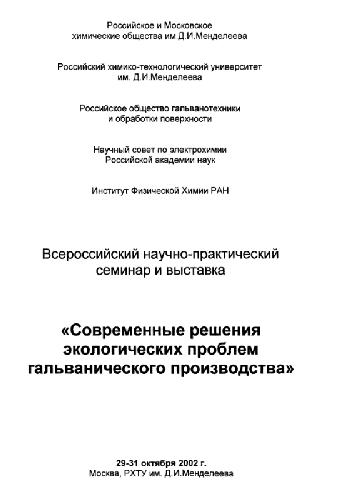 Российское и Московское
химические общества им Д.И.Менделеева
Российский химико-технологический университет
им. Д.И.Менделеева
Российское общество гальванотехники
и обработки поверхности
Научный совет по электрохимии
Российской академии наук
Институт Физической Химии РАН
Всероссийский научно-практический
семинар и выставка
«Современные решения
экологических проблем
гальванического производства»
29-31 октября 2002 г.
Москва, РХТУ им. Д.И.Менделеева